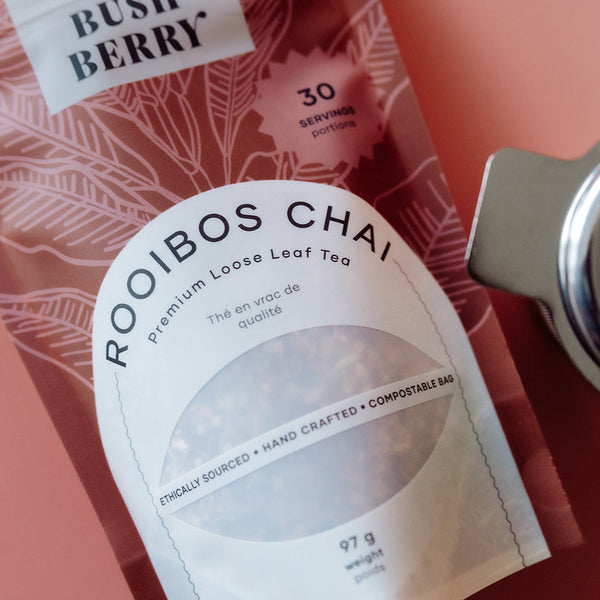 BUSH
BERRY
30
SERVINGS
portions
ROOIBOS CHAI
Premium Loose Leaf Tea
Thé en vrac de
qualité
ETHICALLY SOURCED • HAND CRAFTED • COMPOSTABLE BAG
97 g
weight
poids